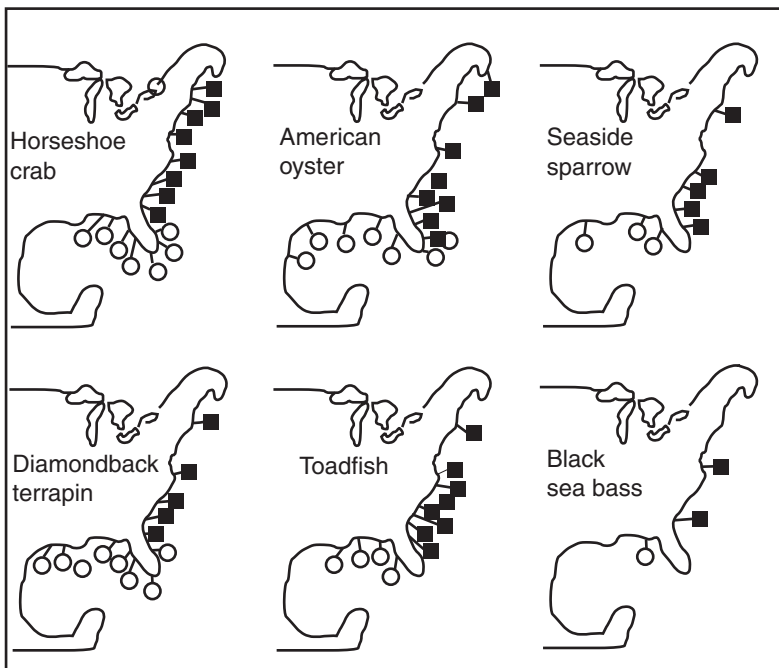 Horseshoe
crab
American
oyster
Seaside
sparrow
Diamondback
terrapin
Toadfish
Black
sea bass